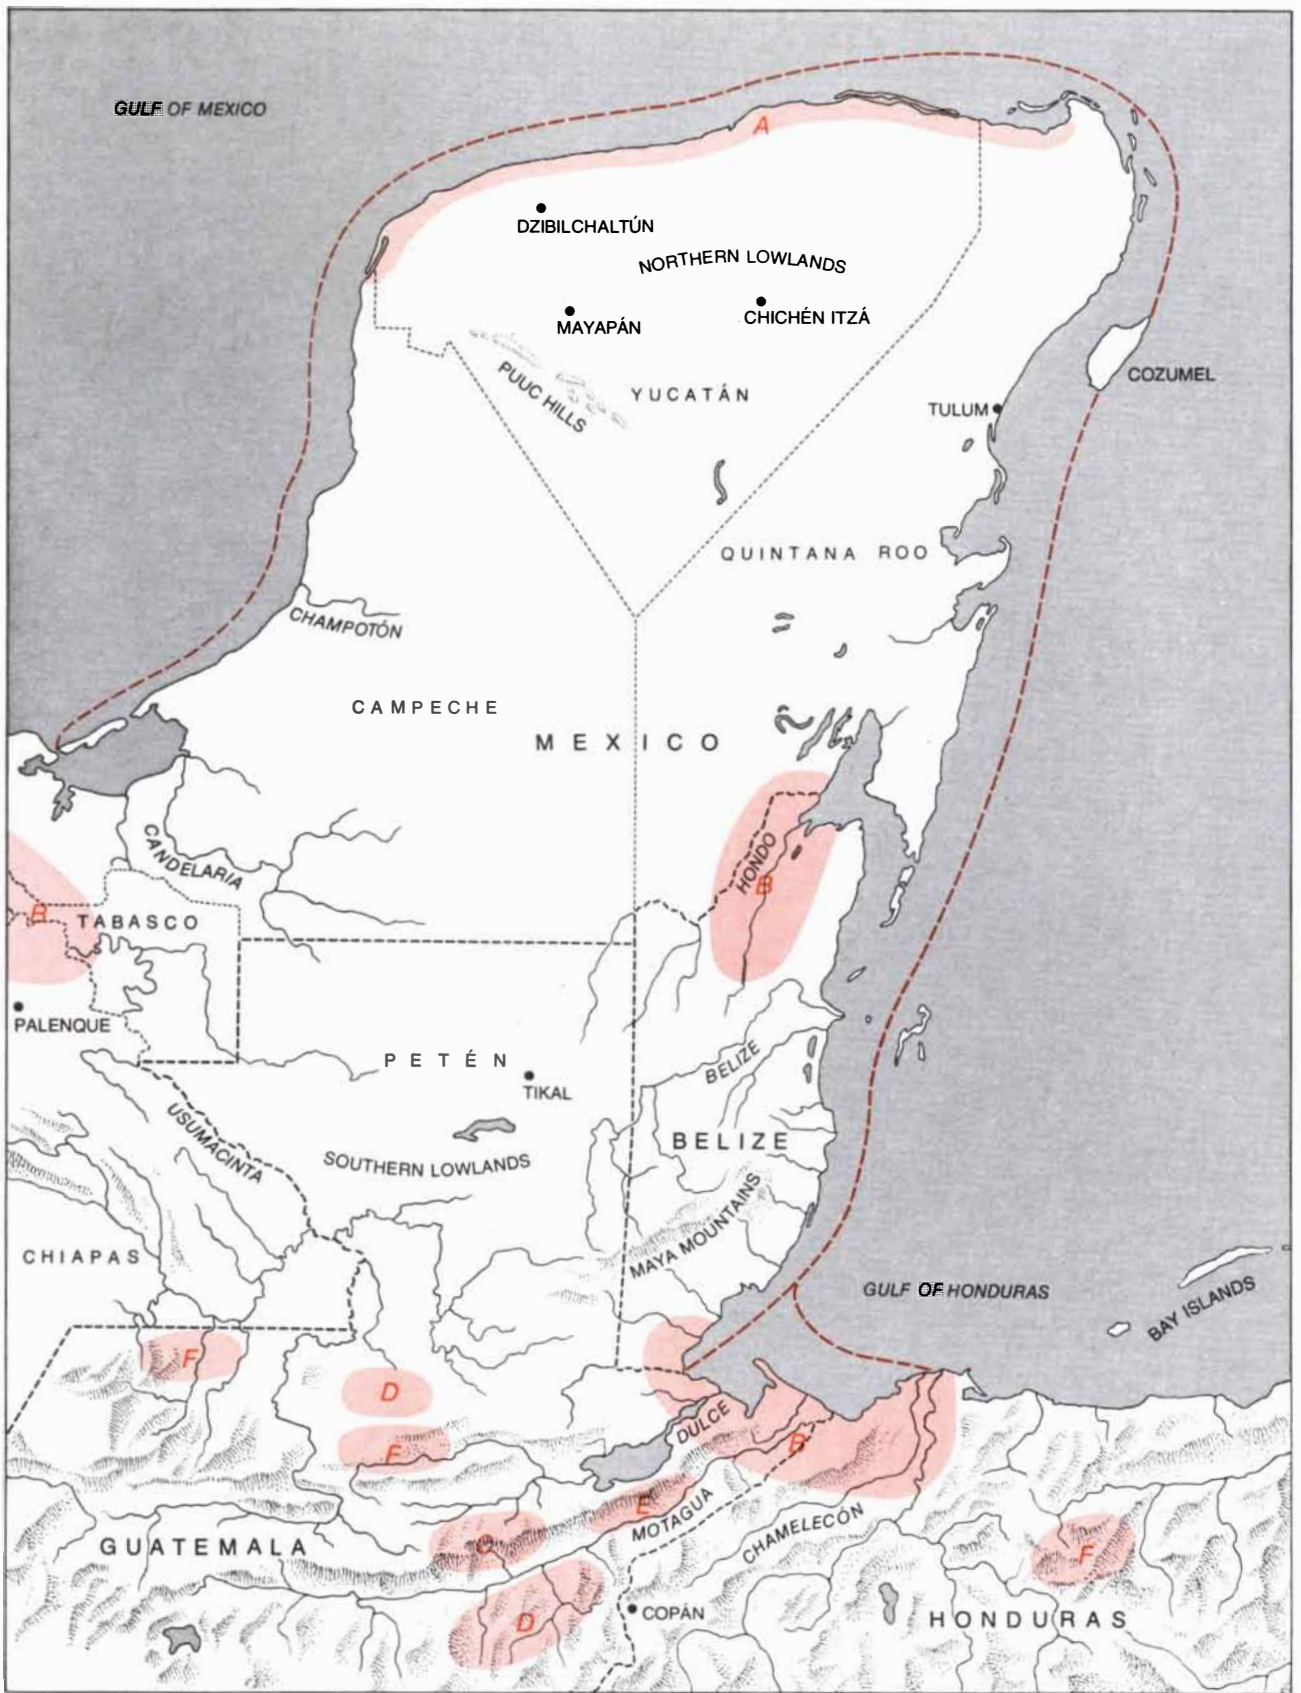 GULF OF MEXICO
A
DZIBILCHALTÚN
NORTHERN LOWLANDS
MAYAPÁN
CHICHÉN ITZÁ
PUUC HILLS
YUCATÁN
COZUMEL
TULUM
QUINTANA ROO
CHAMPOTÓN
CAMPECHE
MEXICO
CANDELARIA
HONDO
B
B
TABASCO
PALENQUE
PETÉN
TIKAL
BELIZE
USUMACINTA
SOUTHERN LOWLANDS
BELIZE
MAYA MOUNTAINS
CHIAPAS
GULF OF HONDURAS
BAY ISLANDS
F
D
F
DULCE
B
E
MOTAGUA
CHAMELECÓN
C
GUATEMALA
F
D
COPÁN
HONDURAS